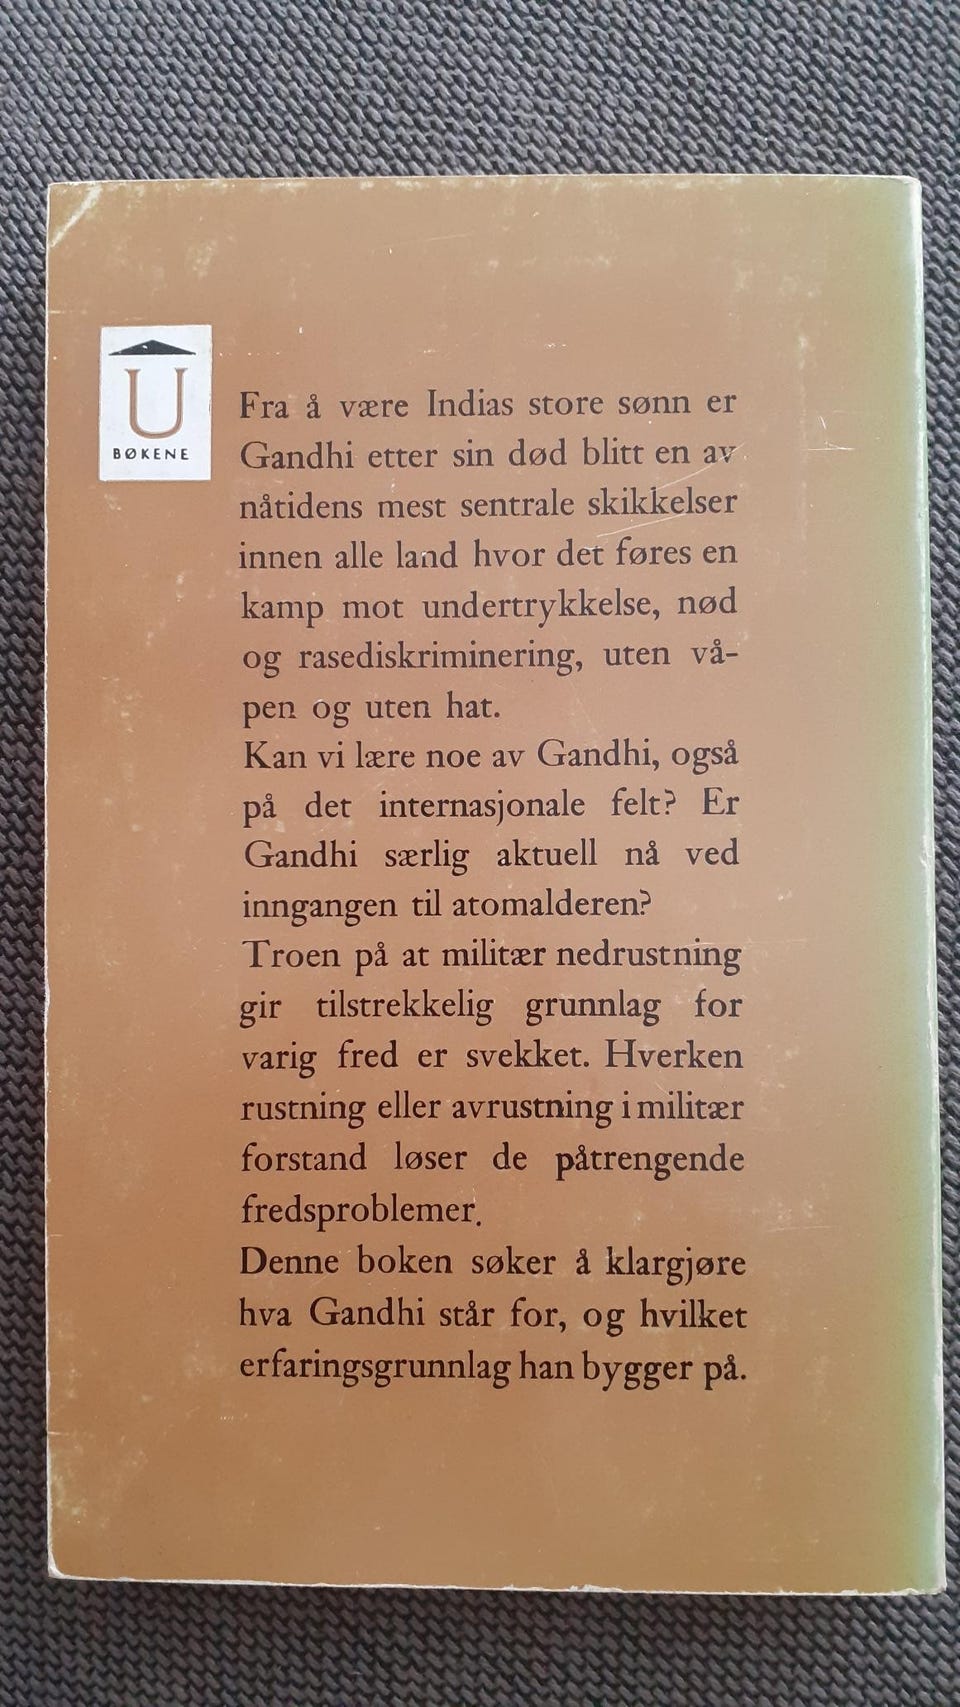 U
BØKENE
Fra å være Indias store sønn er
Gandhi etter sin død blitt en av
nåtidens mest sentrale skikkelser
innen alle land hvor det føres en
kamp mot undertrykkelse, nød
og rasediskriminering, uten vå-
pen og uten hat.
Kan vi lære noe av Gandhi, også
på det internasjonale felt? Er
Gandhi særlig aktuell nå ved
inngangen til atomalderen?
Troen på at militær nedrustning
gir tilstrekkelig grunnlag for
varig fred er svekket. Hverken
rustning eller avrustning i militær
forstand løser de påtrengende
fredsproblemer.
Denne boken søker å klargjøre
hva Gandhi står for, og hvilket
erfaringsgrunnlag han bygger på.